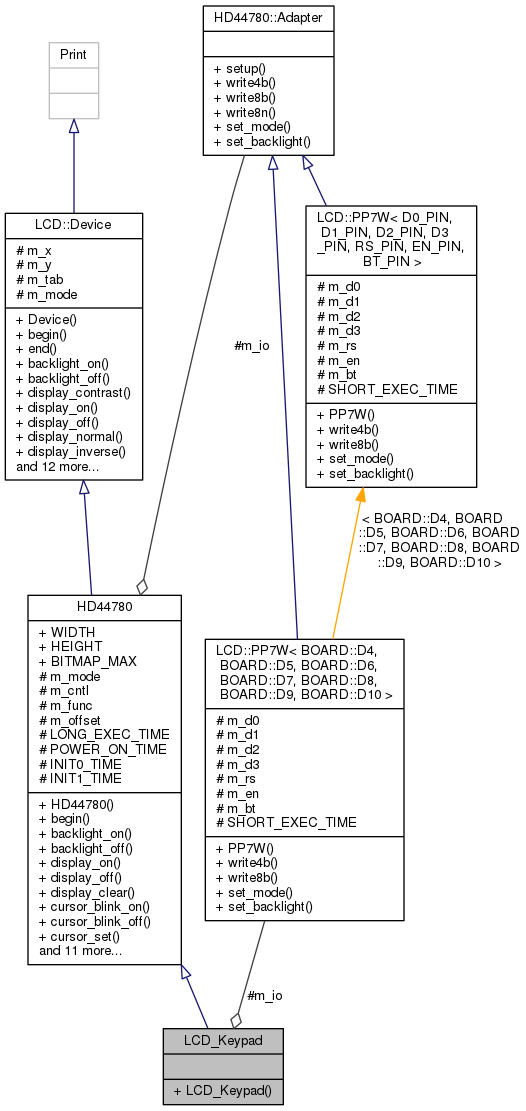 HD44780::Adapter
+ setup()
+ write4b()
+ write8b()
+ write8n()
+ set_mode()
+ set_backlight()
Print
LCD::Device
# m_x
# m_y
# m_tab
# m_mode
+ Device()
+ begin()
+ end()
+ backlight_on()
+ backlight_off()
+ display_contrast()
+ display_on()
+ display_off()
+ display_normal()
+ display_inverse()
and 12 more...
LCD::PP7W< D0_PIN,
D1_PIN, D2_PIN, D3
_PIN, RS_PIN, EN_PIN,
BT_PIN >
# m_d0
# m_d1
# m_d2
# m_d3
# m_rs
# m_en
# m_bt
# SHORT_EXEC_TIME
+ PP7W()
+ write4b()
+ write8b()
+ set_mode()
+ set_backlight()
#m_io
< BOARD::D4, BOARD
::D5, BOARD::D6, BOARD
::D7, BOARD::D8, BOARD
::D9, BOARD::D10 >
HD44780
+ WIDTH
+ HEIGHT
+ BITMAP_MAX
# m_mode
# m_cntl
# m_func
# m_offset
# LONG_EXEC_TIME
# POWER_ON_TIME
# INIT0_TIME
# INIT1_TIME
+ HD44780()
+ begin()
+ backlight_on()
+ backlight_off()
+ display_on()
+ display_off()
+ display_clear()
+ cursor_blink_on()
+ cursor_blink_off()
+ cursor_set()
and 11 more...
LCD::PP7W< BOARD::D4,
BOARD::D5, BOARD::D6,
BOARD::D7, BOARD::D8,
BOARD::D9, BOARD::D10 >
# m_d0
# m_d1
# m_d2
# m_d3
# m_rs
# m_en
# m_bt
# SHORT_EXEC_TIME
+ PP7W()
+ write4b()
+ write8b()
+ set_mode()
+ set_backlight()
#m_io
LCD_Keypad
+ LCD_Keypad()